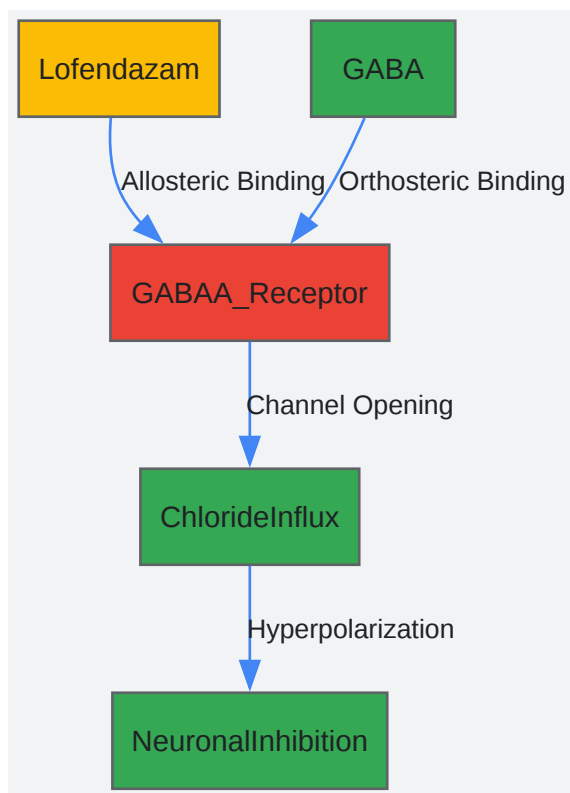 Lofendazam
GABA
Allosteric Binding
Orthosteric Binding
GABAA_Receptor
Channel Opening
ChlorideInflux
Hyperpolarization
NeuronalInhibition